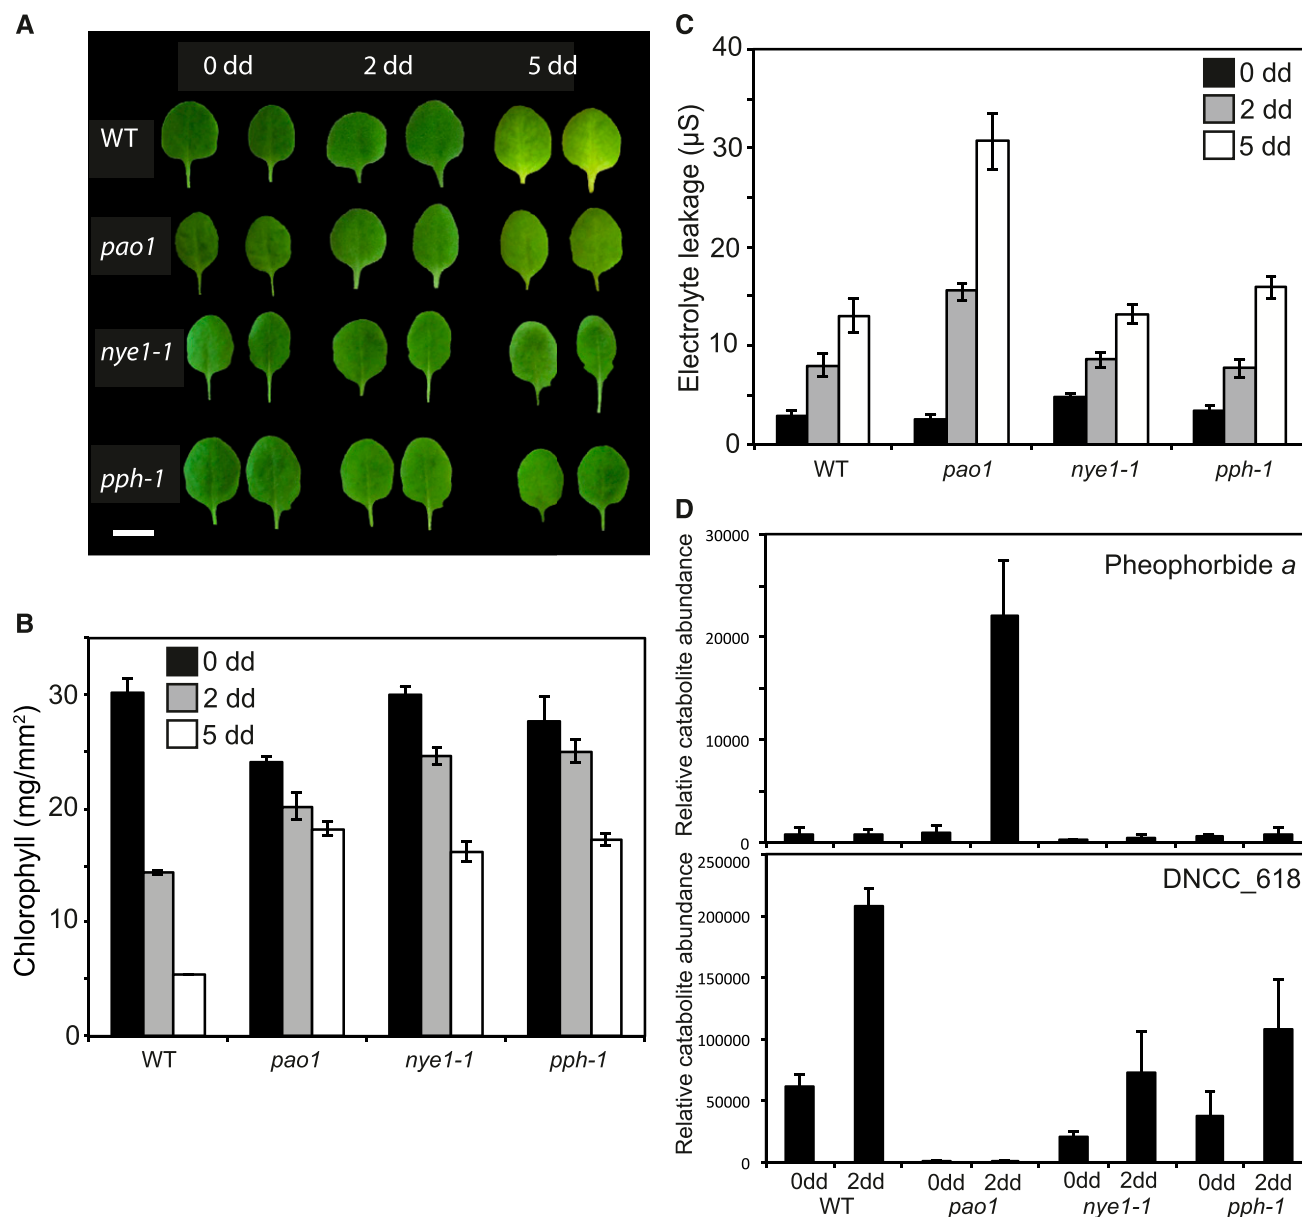 A
0 dd 2 dd 5 dd
WT
pao1
nye1-1
pph-1
B
Chlorophyll (mg/mm²)
30
20
10
0
0 dd
2 dd
5 dd
WT pao1 nye1-1 pph-1
C
Electrolyte leakage (µS)
40
30
20
10
0
0 dd
2 dd
5 dd
WT pao1 nye1-1 pph-1
D
Relative catabolite abundance
30000
20000
10000
0
Pheophorbide a
Relative catabolite abundance
250000
200000
150000
100000
50000
0
DNCC_618
0dd 2dd 0dd 2dd 0dd 2dd 0dd 2dd
WT pao1 nye1-1 pph-1